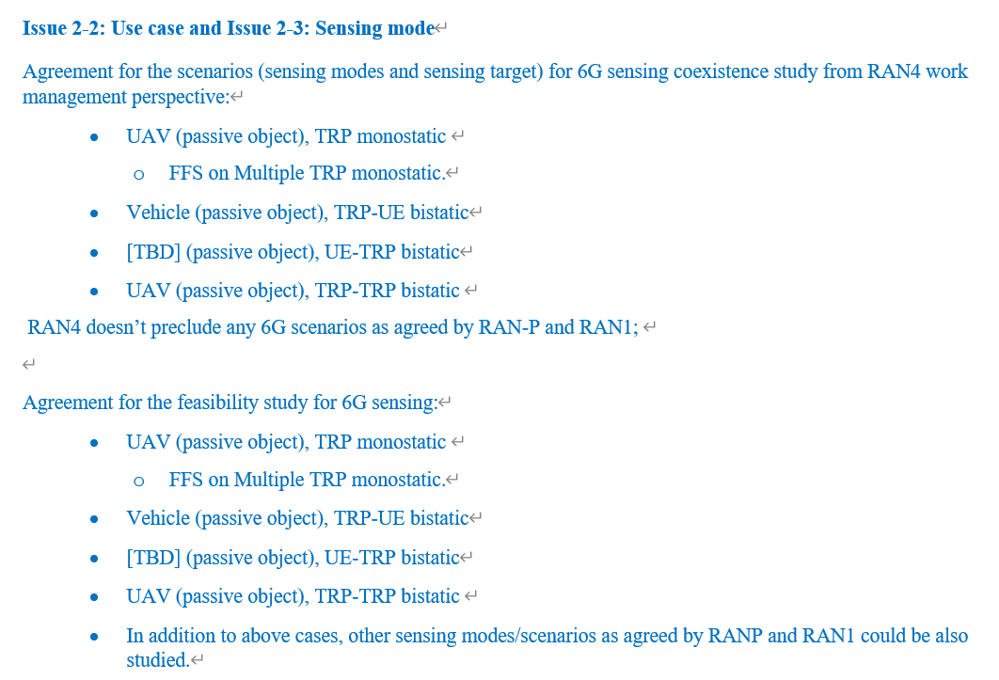 Issue 2-2: Use case and Issue 2-3: Sensing mode↵
Agreement for the scenarios (sensing modes and sensing target) for 6G sensing coexistence study from RAN4 work
management perspective:↵
• UAV (passive object), TRP monostatic ↵
o FFS on Multiple TRP monostatic.↵
• Vehicle (passive object), TRP-UE bistatic↵
• [TBD] (passive object), UE-TRP bistatic↵
• UAV (passive object), TRP-TRP bistatic ↵
RAN4 doesn’t preclude any 6G scenarios as agreed by RAN-P and RAN1; ↵
↵
Agreement for the feasibility study for 6G sensing:↵
• UAV (passive object), TRP monostatic ↵
o FFS on Multiple TRP monostatic.↵
• Vehicle (passive object), TRP-UE bistatic↵
• [TBD] (passive object), UE-TRP bistatic↵
• UAV (passive object), TRP-TRP bistatic ↵
• In addition to above cases, other sensing modes/scenarios as agreed by RANP and RAN1 could be also
studied.↵